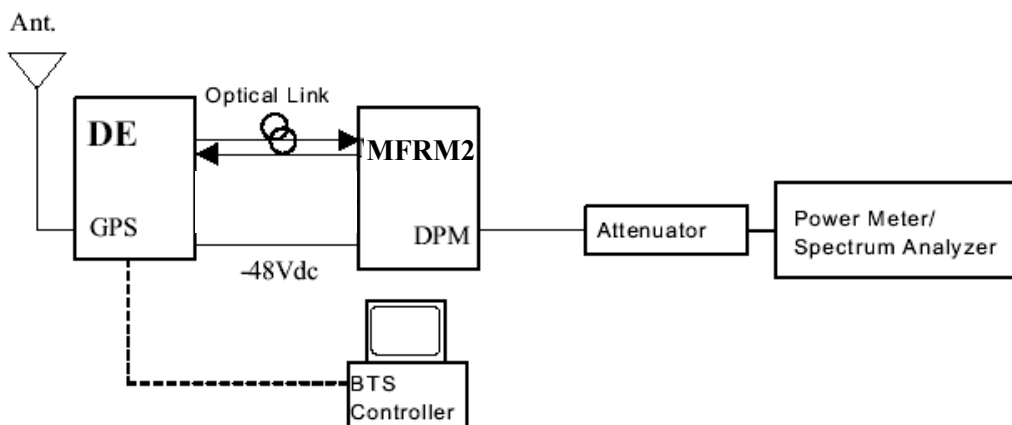 Ant.
Optical Link
DE
MFRM2
GPS
DPM
Attenuator
Power Meter/
Spectrum Analyzer
-48Vdc
BTS
Controller